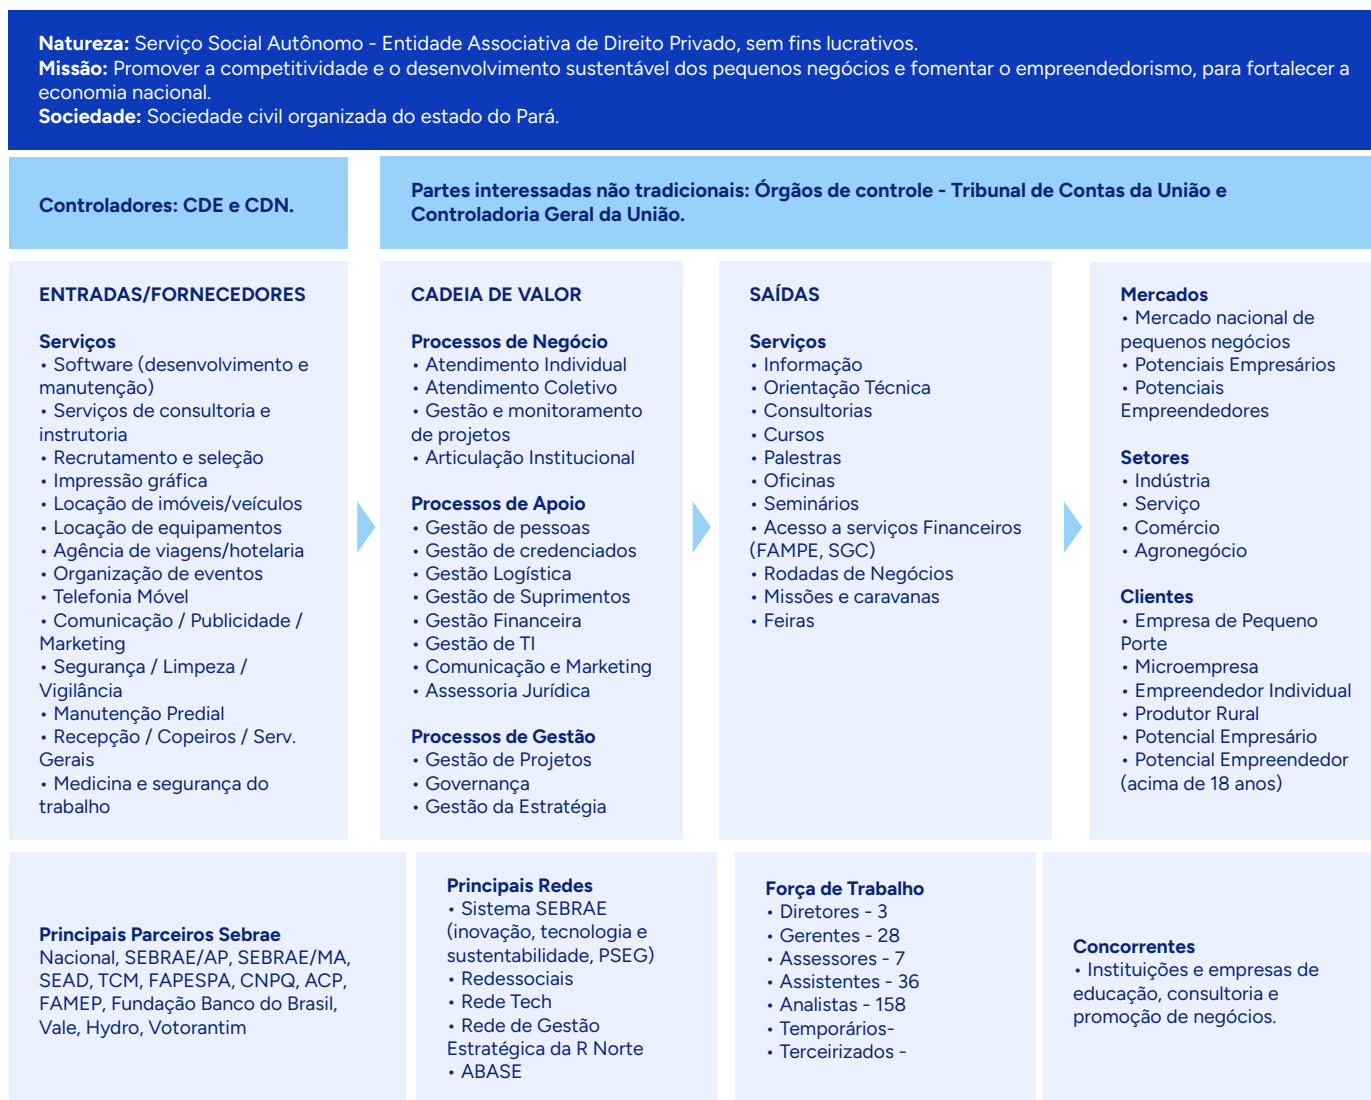 Natureza: Serviço Social Autônomo - Entidade Associativa de Direito Privado, sem fins lucrativos.
Missão: Promover a competitividade e o desenvolvimento sustentável dos pequenos negócios e fomentar o empreendedorismo, para fortalecer a
economia nacional.
Sociedade: Sociedade civil organizada do estado do Pará.
Controladores: CDE e CDN.
Partes interessadas não tradicionais: Órgãos de controle - Tribunal de Contas da União e
Controladoria Geral da União.
ENTRADAS/FORNECEDORES
Serviços
• Software (desenvolvimento e
manutenção)
• Serviços de consultoria e
instrutoria
• Recrutamento e seleção
• Impressão gráfica
• Locação de imóveis/veículos
• Locação de equipamentos
• Agência de viagens/hotelaria
• Organização de eventos
• Telefonia Móvel
• Comunicação / Publicidade /
Marketing
• Segurança / Limpeza /
Vigilância
• Manutenção Predial
• Recepção / Copeiros / Serv.
Gerais
• Medicina e segurança do
trabalho
CADEIA DE VALOR
Processos de Negócio
• Atendimento Individual
• Atendimento Coletivo
• Gestão e monitoramento
de projetos
• Articulação Institucional
Processos de Apoio
• Gestão de pessoas
• Gestão de credenciados
• Gestão Logística
• Gestão de Suprimentos
• Gestão Financeira
• Gestão de TI
• Comunicação e Marketing
• Assessoria Jurídica
Processos de Gestão
• Gestão de Projetos
• Governança
• Gestão da Estratégia
SAÍDAS
Serviços
• Informação
• Orientação Técnica
• Consultorias
• Cursos
• Palestras
• Oficinas
• Seminários
• Acesso a serviços Financeiros
(FAMPE, SGC)
• Rodadas de Negócios
• Missões e caravanas
• Feiras
Mercados
• Mercado nacional de
pequenos negócios
• Potenciais Empresários
• Potenciais
Empreendedores
Setores
• Indústria
• Serviço
• Comércio
• Agronegócio
Clientes
• Empresa de Pequeno
Porte
• Microempresa
• Empreendedor Individual
• Produtor Rural
• Potencial Empresário
• Potencial Empreendedor
(acima de 18 anos)
Principais Parceiros Sebrae
Nacional, SEBRAE/AP, SEBRAE/MA,
SEAD, TCM, FAPESPA, CNPQ, ACP,
FAMEP, Fundação Banco do Brasil,
Vale, Hydro, Votorantim
Principais Redes
• Sistema SEBRAE
(inovação, tecnologia e
sustentabilidade, PSEG)
• Redessociais
• Rede Tech
• Rede de Gestão
Estratégica da R Norte
• ABASE
Força de Trabalho
• Diretores - 3
• Gerentes - 28
• Assessores - 7
• Assistentes - 36
• Analistas - 158
• Temporários-
• Terceirizados -
Concorrentes
• Instituições e empresas de
educação, consultoria e
promoção de negócios.